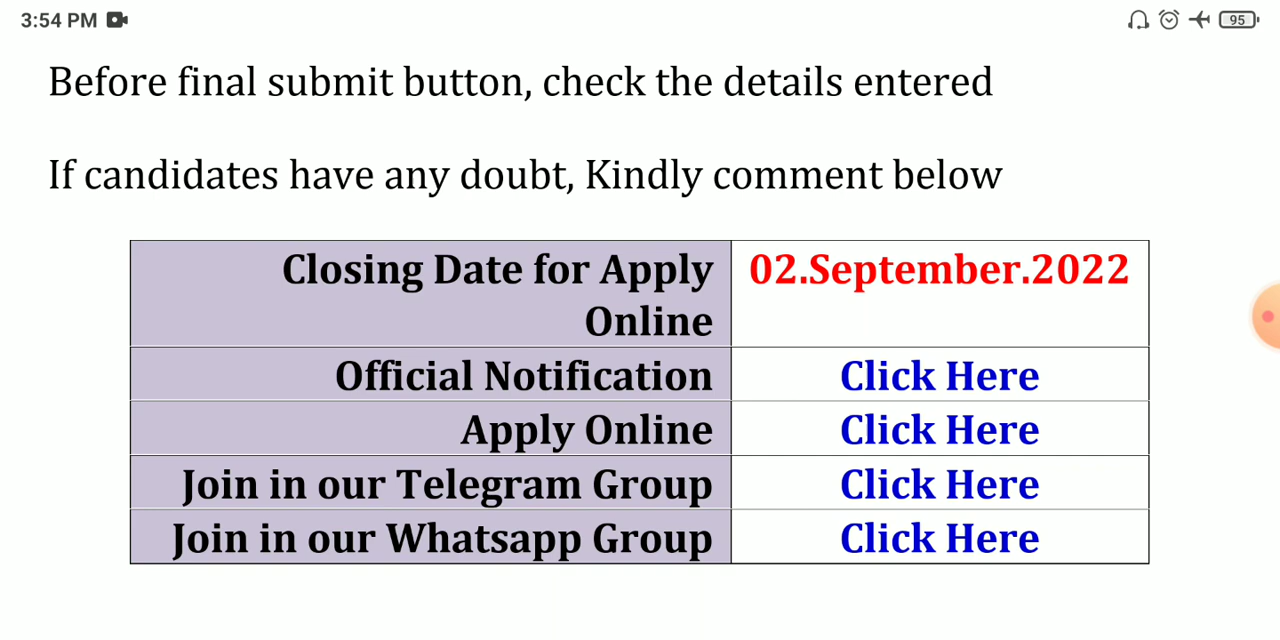 3:54 PM
95
Before final submit button, check the details entered
If candidates have any doubt, Kindly comment below
Closing Date for Apply 02.September.2022
Online
Official Notification Click Here
Apply Online Click Here
Join in our Telegram Group Click Here
Join in our Whatsapp Group Click Here